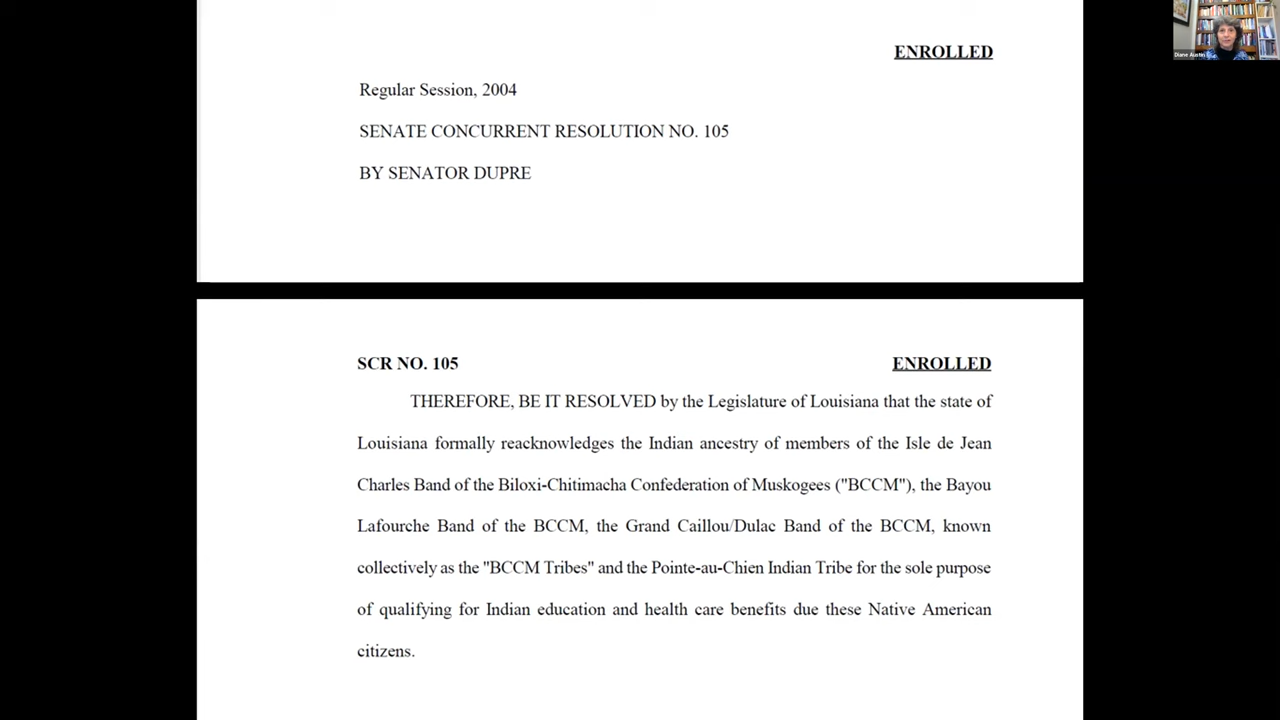 ENROLLED
Regular Session, 2004
SENATE CONCURRENT RESOLUTION NO. 105
BY SENATOR DUPRE
SCR NO. 105 ENROLLED
THEREFORE, BE IT RESOLVED by the Legislature of Louisiana that the state of
Louisiana formally reacknowledges the Indian ancestry of members of the Isle de Jean
Charles Band of the Biloxi-Chitimacha Confederation of Muskogees ("BCCM"), the Bayou
Lafourche Band of the BCCM, the Grand Caillou/Dulac Band of the BCCM, known
collectively as the "BCCM Tribes" and the Pointe-au-Chien Indian Tribe for the sole purpose
of qualifying for Indian education and health care benefits due these Native American
citizens.
Diane Austin